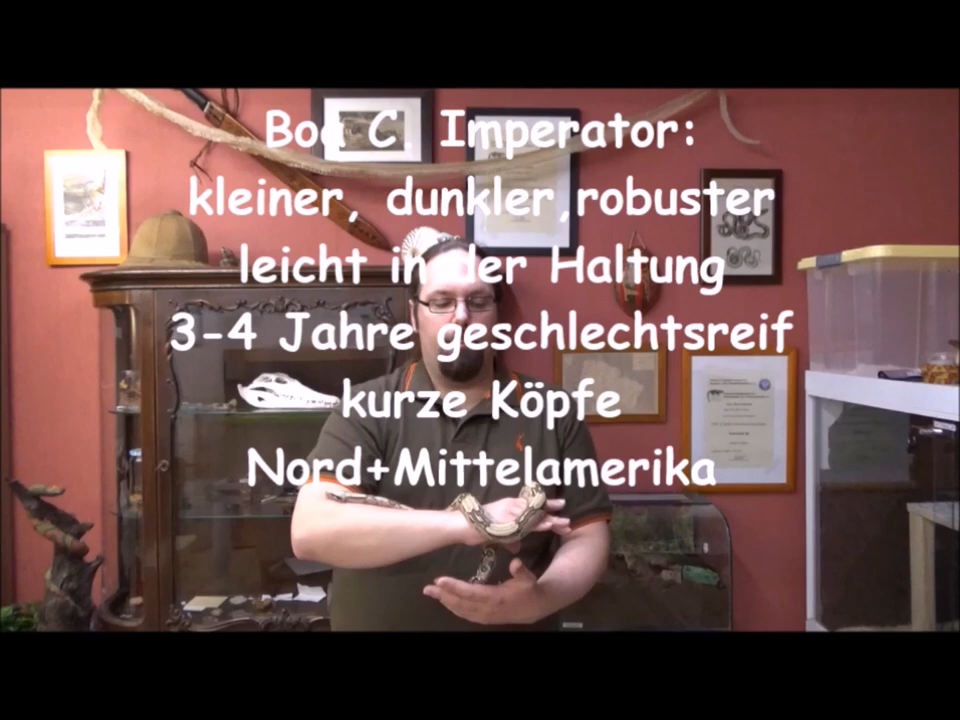 Boa C. Imperator:
kleiner, dunkler,robuster
leicht in der Haltung
3-4 Jahre geschlechtsreif
kurze Köpfe
Nord+Mittelamerika